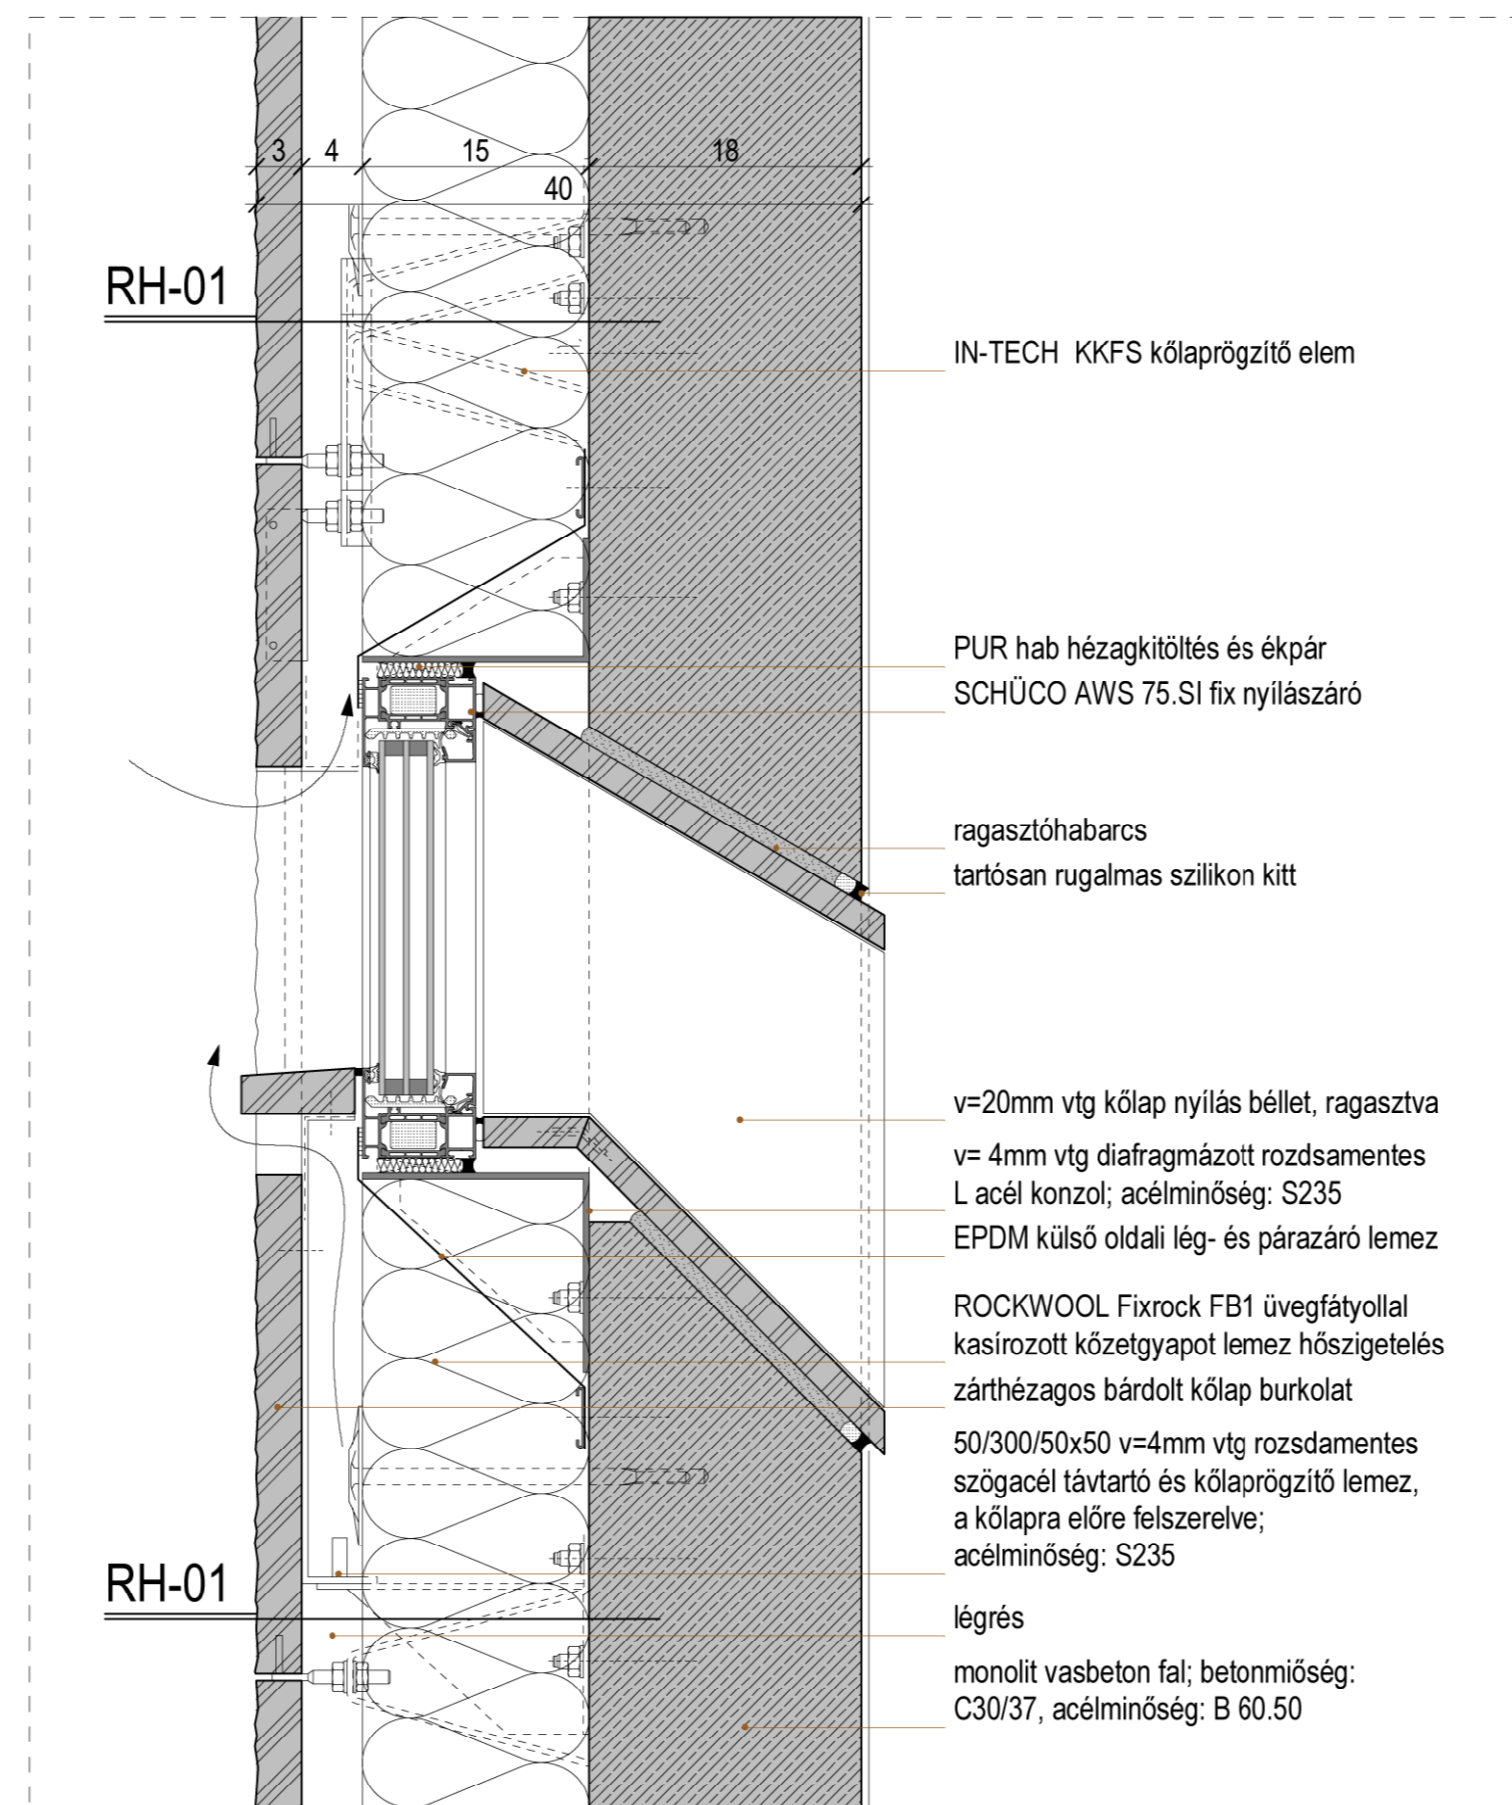 3 4 15 18
40
RH-01
IN-TECH KKFS kőlaprögzítő elem
PUR hab hézagkitöltés és ékpár
SCHÜCO AWS 75.SI fix nyílászáró
ragasztóhabarcs
tartósan rugalmas szilikon kitt
v=20mm vtg kőlap nyílás béllet, ragasztva
v= 4mm vtg diafragmázott rozdsamentes
L acél konzol; acélminőség: S235
EPDM külső oldali lég- és párazáró lemez
ROCKWOOL Fixrock FB1 üvegfátyollal
kasírozott kőzetgyapot lemez hőszigetelés
zárthézagos bárdolt kőlap burkolat
50/300/50x50 v=4mm vtg rozsdamentes
szögacél távtartó és kőlaprögzítő lemez,
a kőlapra előre felszerelve;
acélminőség: S235
RH-01
légrés
monolit vasbeton fal; betonmiőség:
C30/37, acélminőség: B 60.50